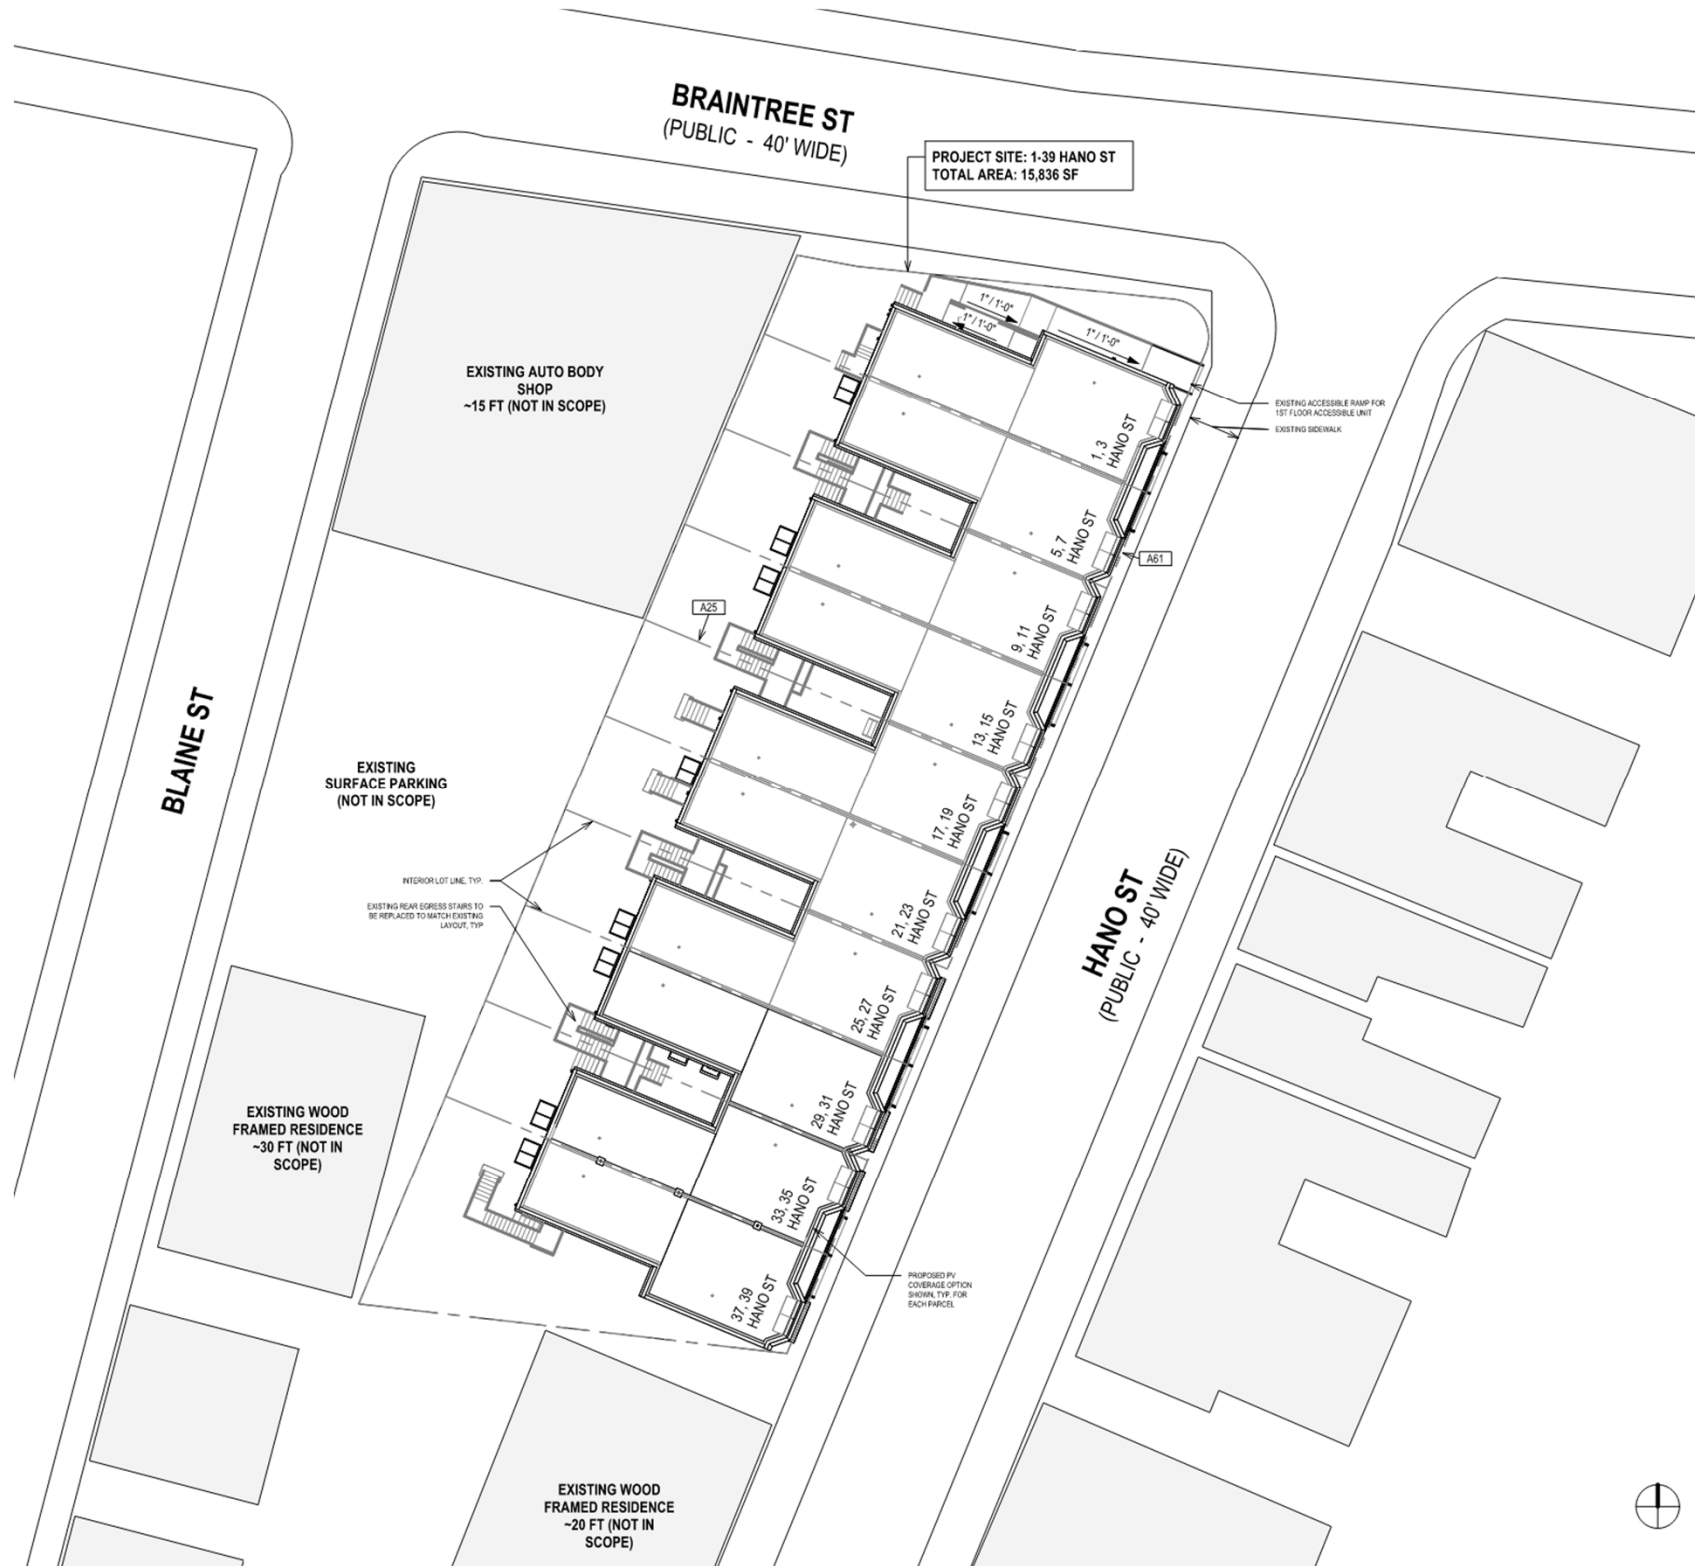 BRAINTREE ST
(PUBLIC - 40' WIDE)
PROJECT SITE: 1-39 HANO ST
TOTAL AREA: 15,836 SF
1" / 1'-0"
1" / 1'-0"
1" / 1'-0"
EXISTING AUTO BODY
SHOP
~15 FT (NOT IN SCOPE)
EXISTING ACCESSIBLE RAMP FOR
1ST FLOOR ACCESSIBLE UNIT
EXISTING SIDEWALK
1, 3
HANO ST
5, 7
HANO ST
A61
A25
9, 11
HANO ST
13, 15
HANO ST
BLAINE ST
EXISTING
SURFACE PARKING
(NOT IN SCOPE)
17, 19
HANO ST
INTERIOR LOT LINE, TYP.
EXISTING REAR EGRESS STAIRS TO
BE REPLACED TO MATCH EXISTING
LAYOUT, TYP
21, 23
HANO ST
HANO ST
(PUBLIC - 40' WIDE)
25, 27
HANO ST
29, 31
HANO ST
EXISTING WOOD
FRAMED RESIDENCE
~30 FT (NOT IN
SCOPE)
33, 35
HANO ST
37, 39
HANO ST
PROPOSED PV
COVERAGE OPTION
SHOWN, TYP. FOR
EACH PARCEL
EXISTING WOOD
FRAMED RESIDENCE
~20 FT (NOT IN
SCOPE)